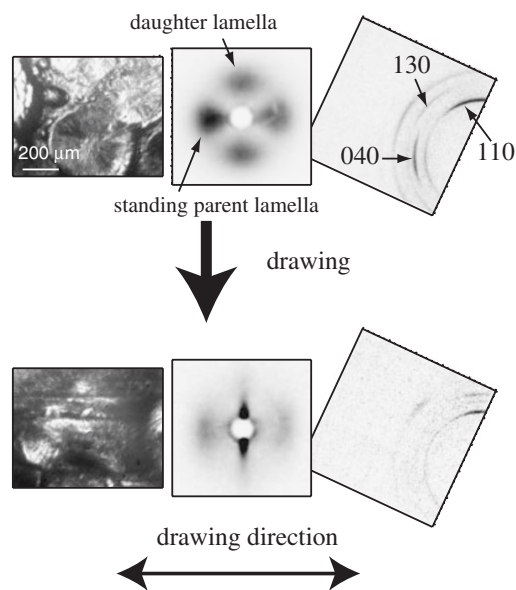 daughter lamella
200 μm
standing parent lamella
130
040
110
drawing
drawing direction